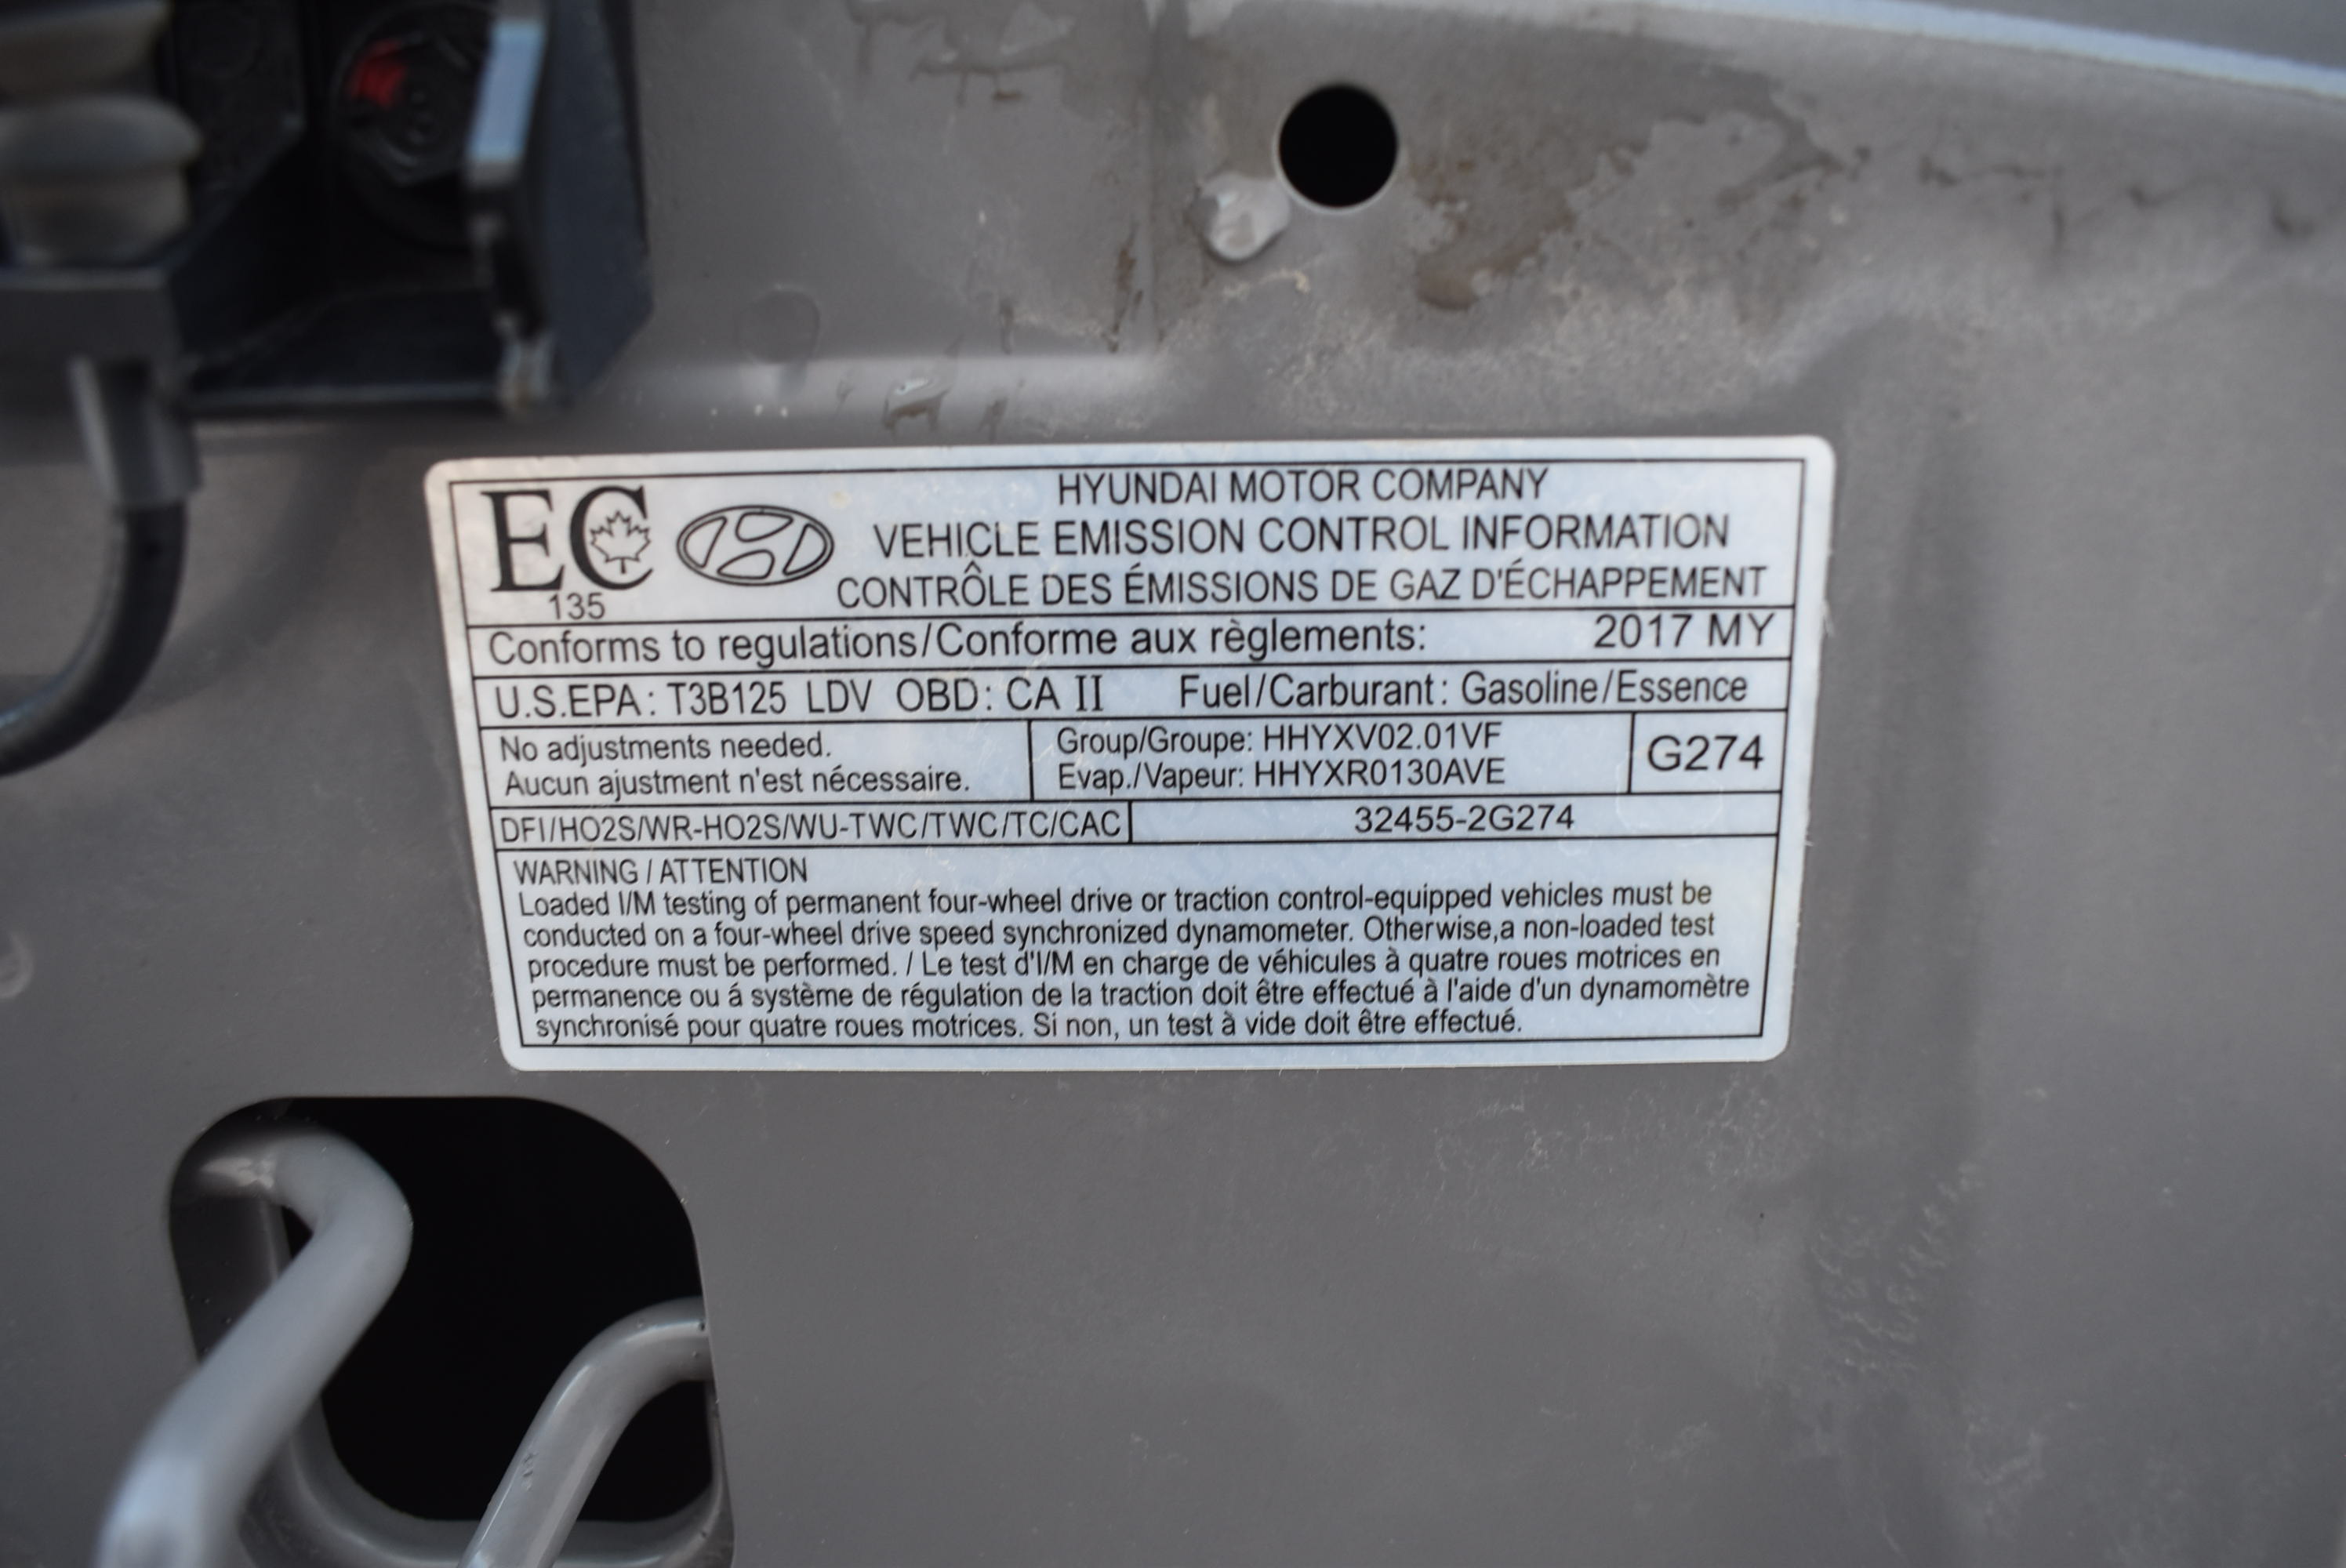 EC
135
HYUNDAI MOTOR COMPANY
VEHICLE EMISSION CONTROL INFORMATION
CONTRÔLE DES ÉMISSIONS DE GAZ D'ÉCHAPPEMENT
Conforms to regulations/Conforme aux règlements: 2017 MY
U.S.EPA: T3B125 LDV OBD: CA II Fuel/Carburant: Gasoline/Essence
No adjustments needed.
Aucun ajustment n'est nécessaire.
Group/Groupe: HHYXV02.01VF
Evap./Vapeur: HHYXR0130AVE
G274
DFI/HO2S/WR-HO2S/WU-TWC/TWC/TC/CAC 32455-2G274
WARNING / ATTENTION
Loaded I/M testing of permanent four-wheel drive or traction control-equipped vehicles must be
conducted on a four-wheel drive speed synchronized dynamometer. Otherwise,a non-loaded test
procedure must be performed. / Le test d'I/M en charge de véhicules à quatre roues motrices en
permanence ou á système de régulation de la traction doit être effectué à l'aide d'un dynamomètre
synchronisé pour quatre roues motrices. Si non, un test à vide doit être effectué.